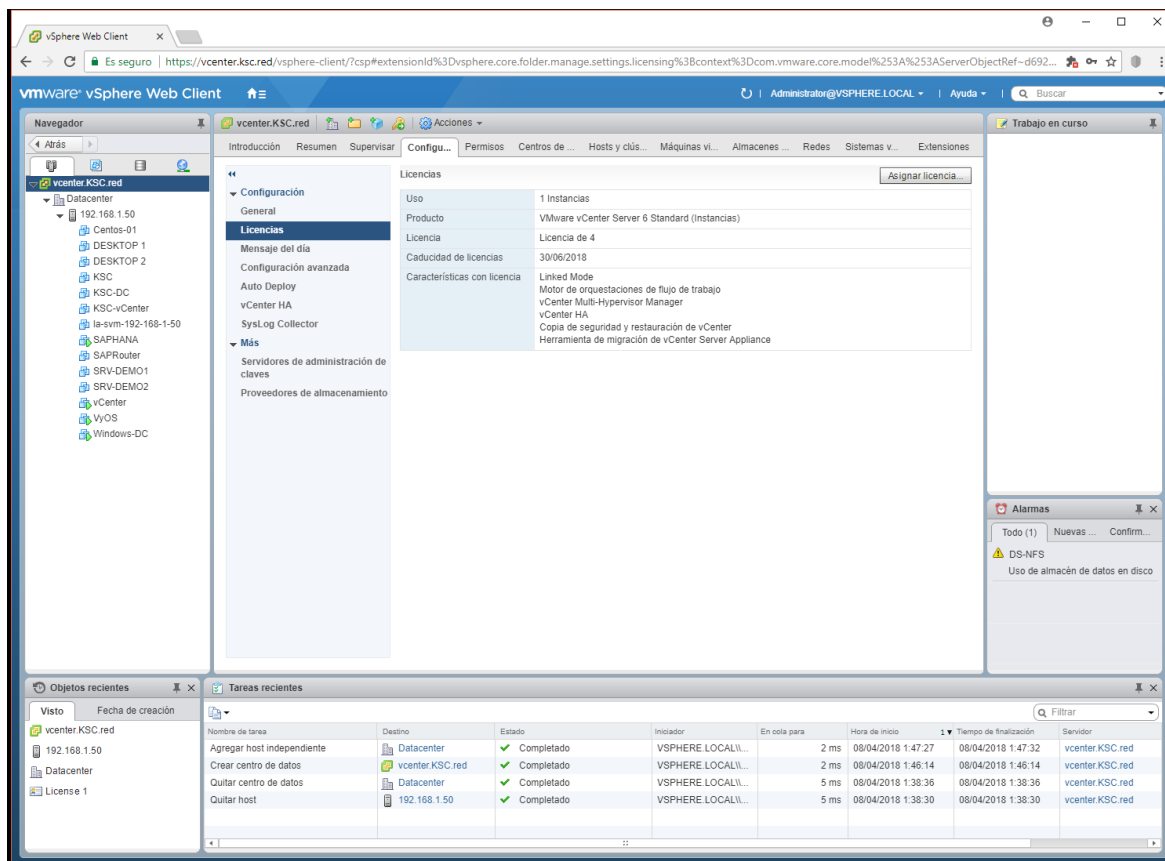 vSphere Web Client
Es seguro | https://vcenter.ksc.red/vsphere-client/?csp#extensionId%3Dvsphere.core.folder.manage.settings.licensing%3Bcontext%3Dcom.vmware.core.model%253A%253AServerObjectRef~d692...
vmware® vSphere Web Client
Administrator@VSPHERE.LOCAL
Ayuda
Buscar
Navegador
Atrás
vcenter.KSC.red
Datacenter
192.168.1.50
Centos-01
DESKTOP 1
DESKTOP 2
KSC
KSC-DC
KSC-vCenter
la-svm-192-168-1-50
SAPHANA
SAPRouter
SRV-DEMO1
SRV-DEMO2
vCenter
VyOS
Windows-DC
vcenter.KSC.red Acciones
Introducción Resumen Supervisar Configu... Permisos Centros de ... Hosts y clús... Máquinas vi... Almacenes ... Redes Sistemas v... Extensiones
Configuración
General
Licencias
Mensaje del día
Configuración avanzada
Auto Deploy
vCenter HA
SysLog Collector
Más
Servidores de administración de
claves
Proveedores de almacenamiento
Licencias
Asignar licencia...
Uso 1 Instancias
Producto VMware vCenter Server 6 Standard (Instancias)
Licencia Licencia de 4
Caducidad de licencias 30/06/2018
Características con licencia Linked Mode
Motor de orquestaciones de flujo de trabajo
vCenter Multi-Hypervisor Manager
vCenter HA
Copia de seguridad y restauración de vCenter
Herramienta de migración de vCenter Server Appliance
Trabajo en curso
Alarmas
Todo (1) Nuevas ... Confirm...
DS-NFS
Uso de almacén de datos en disco
Objetos recientes
Visto Fecha de creación
vcenter.KSC.red
192.168.1.50
Datacenter
License 1
Tareas recientes
Filtrar
Nombre de tarea Destino Estado Iniciador En cola para Hora de inicio 1 Tiempo de finalización Servidor
Agregar host independiente Datacenter Completado VSPHERE.LOCAL\\... 2 ms 08/04/2018 1:47:27 08/04/2018 1:47:32 vcenter.KSC.red
Crear centro de datos vcenter.KSC.red Completado VSPHERE.LOCAL\\... 2 ms 08/04/2018 1:46:14 08/04/2018 1:46:14 vcenter.KSC.red
Quitar centro de datos Datacenter Completado VSPHERE.LOCAL\\... 5 ms 08/04/2018 1:38:36 08/04/2018 1:38:36 vcenter.KSC.red
Quitar host 192.168.1.50 Completado VSPHERE.LOCAL\\... 5 ms 08/04/2018 1:38:30 08/04/2018 1:38:30 vcenter.KSC.red